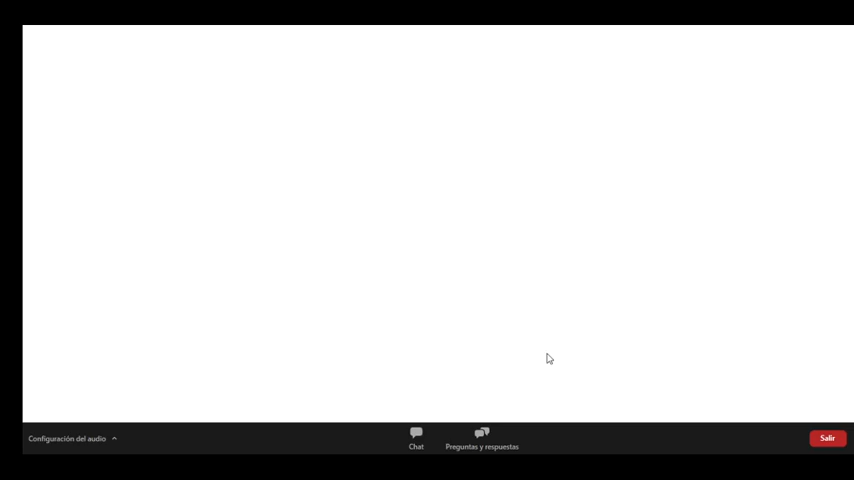 Configuración del audio
Chat
Preguntas y respuestas
Salir